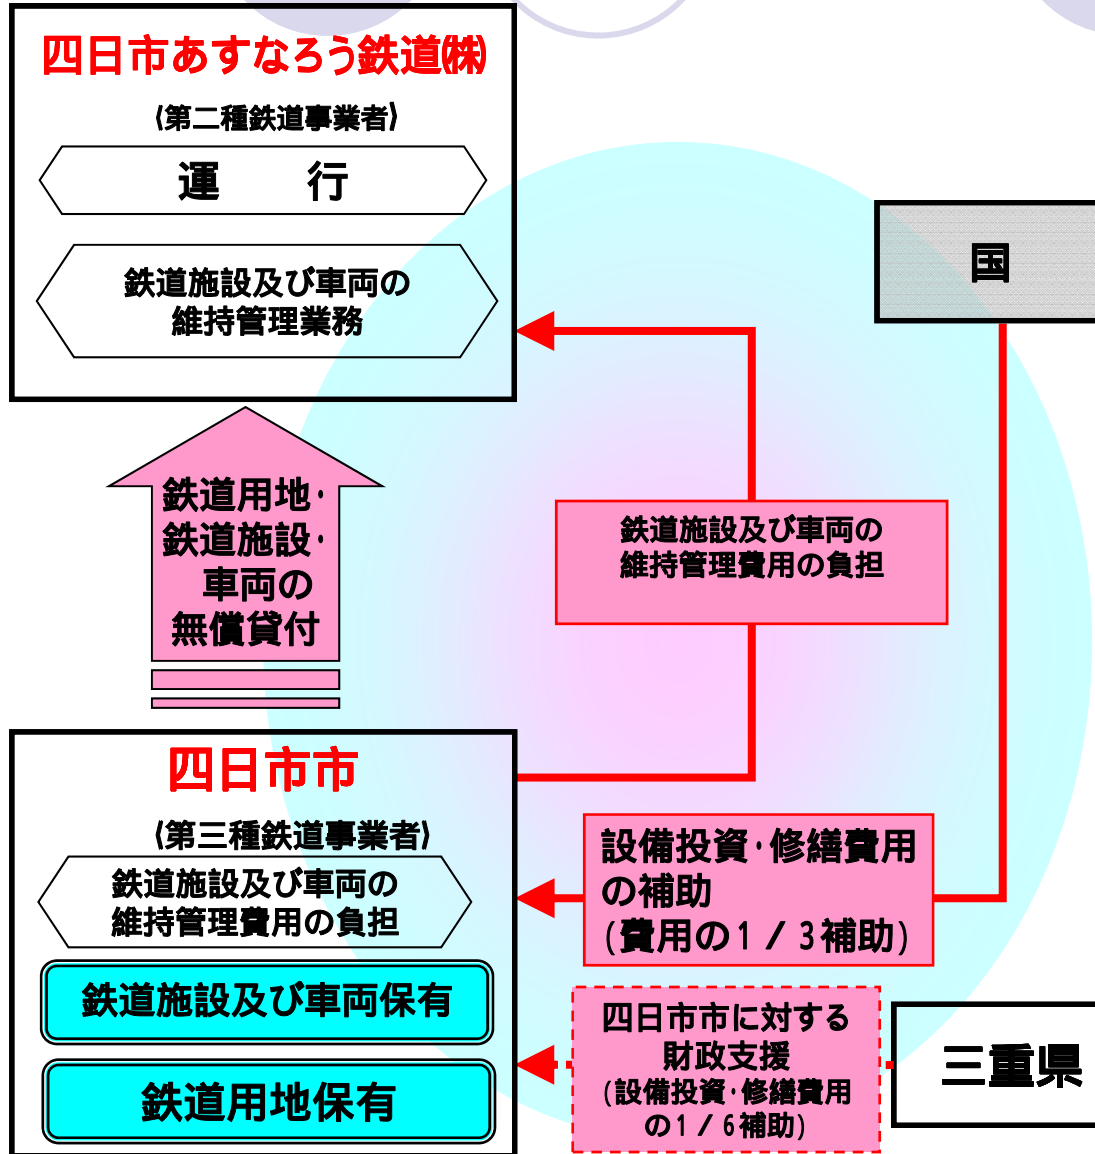 四日市あすなろう鉄道㈱
(第二種鉄道事業者)
運　　行
鉄道施設及び車両の
維持管理業務
国
鉄道用地・
鉄道施設・
車両の
無償貸付
鉄道施設及び車両の
維持管理費用の負担
四日市市
(第三種鉄道事業者)
鉄道施設及び車両の
維持管理費用の負担
鉄道施設及び車両保有
鉄道用地保有
設備投資・修繕費用
の補助
(費用の1/3補助)
四日市市に対する
財政支援
(設備投資・修繕費用
の1/6補助)
三重県